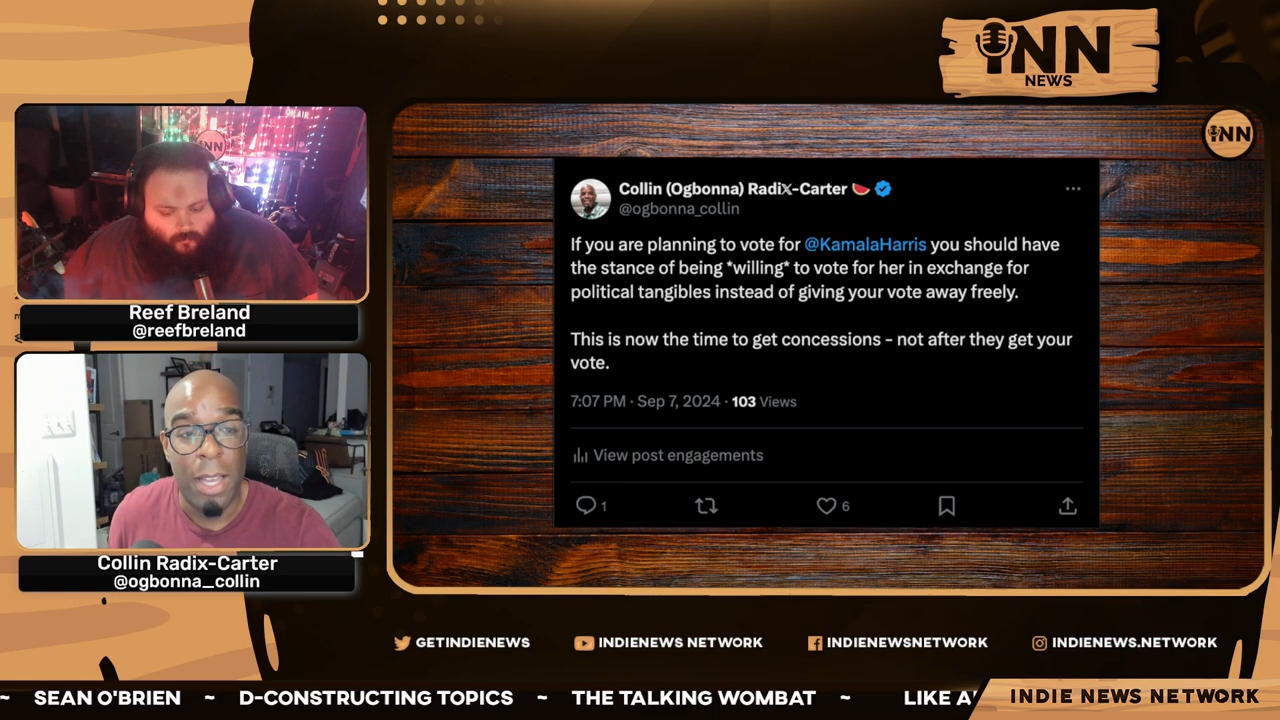 INN
NEWS
INN
INN
Reef Breland
@reefbreland
Collin Radix-Carter
@ogbonna_collin
Collin (Ogbonna) Radi𝕏-Carter 🍉
@ogbonna_collin
If you are planning to vote for @KamalaHarris you should have
the stance of being *willing* to vote for her in exchange for
political tangibles instead of giving your vote away freely.
This is now the time to get concessions - not after they get your
vote.
7:07 PM · Sep 7, 2024 · 103 Views
View post engagements
1
6
GETINDIENEWS
INDIENEWS NETWORK
INDIENEWSNETWORK
INDIENEWS.NETWORK
~ SEAN O'BRIEN ~ D-CONSTRUCTING TOPICS ~ THE TALKING WOMBAT ~ LIKE
INDIE NEWS NETWORK